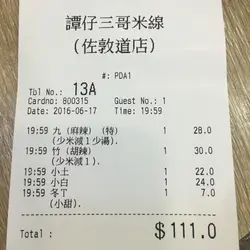 譚仔三哥米線
(佐敦道店)
#: PDA1
Tbl No.: 13A
Cardno: 800315 Guest No.: 1
Date: 2016-06-17 Time: 19:59
19:59 九 (麻辣) (特) 1 28.0
(少米減1少湯).
19:59 竹 (胡辣) 1 30.0
(少米減1).
19:59 小土 1 22.0
19:59 小白 1 24.0
19:59 冬T 1 7.0
(小甜).
Total: $111.0